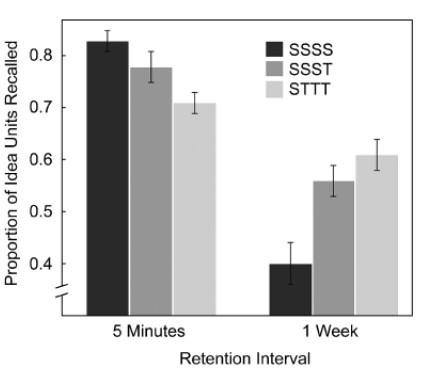 Proportion of Idea Units Recalled
0.8
0.7
0.6
0.5
0.4
SSSS
SSST
STTT
5 Minutes
1 Week
Retention Interval